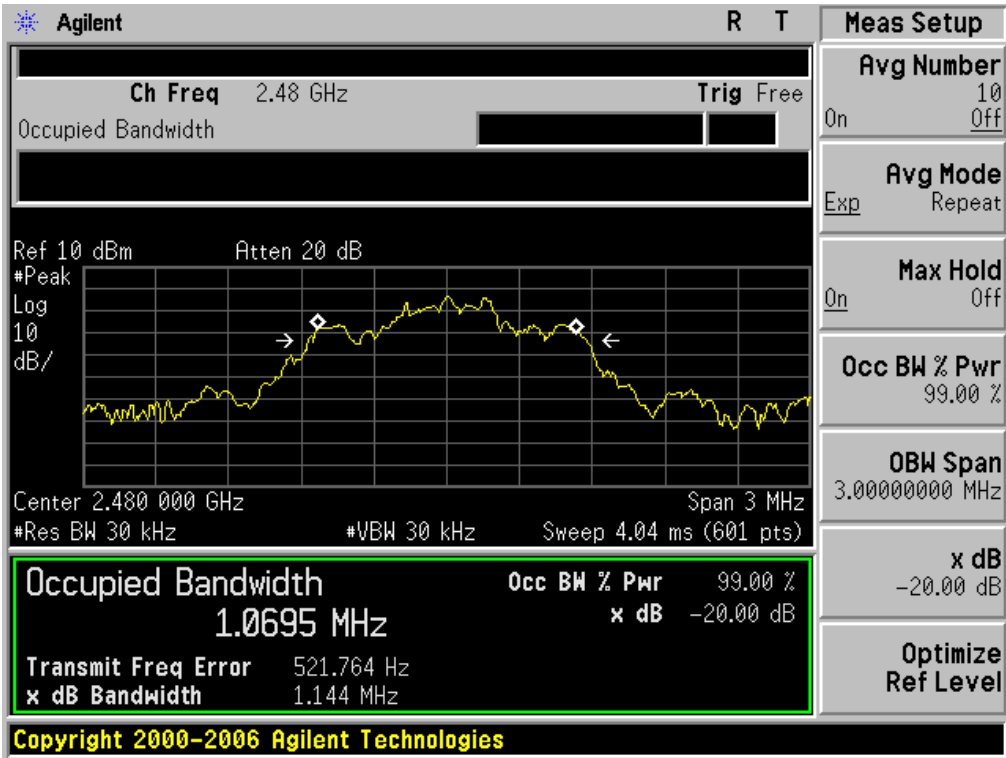 Agilent
R T
Ch Freq 2.48 GHz
Trig Free
Occupied Bandwidth
Ref 10 dBm
Atten 20 dB
#Peak
Log
10
dB/
Center 2.480 000 GHz
Span 3 MHz
#Res BW 30 kHz
#VBW 30 kHz
Sweep 4.04 ms (601 pts)
Occupied Bandwidth
1.0695 MHz
Occ BW % Pwr 99.00 %
x dB -20.00 dB
Transmit Freq Error 521.764 Hz
x dB Bandwidth 1.144 MHz
Copyright 2000-2006 Agilent Technologies
Meas Setup
Avg Number
10
On Off
Avg Mode
Exp Repeat
Max Hold
On Off
Occ BW % Pwr
99.00 %
OBW Span
3.00000000 MHz
x dB
-20.00 dB
Optimize
Ref Level